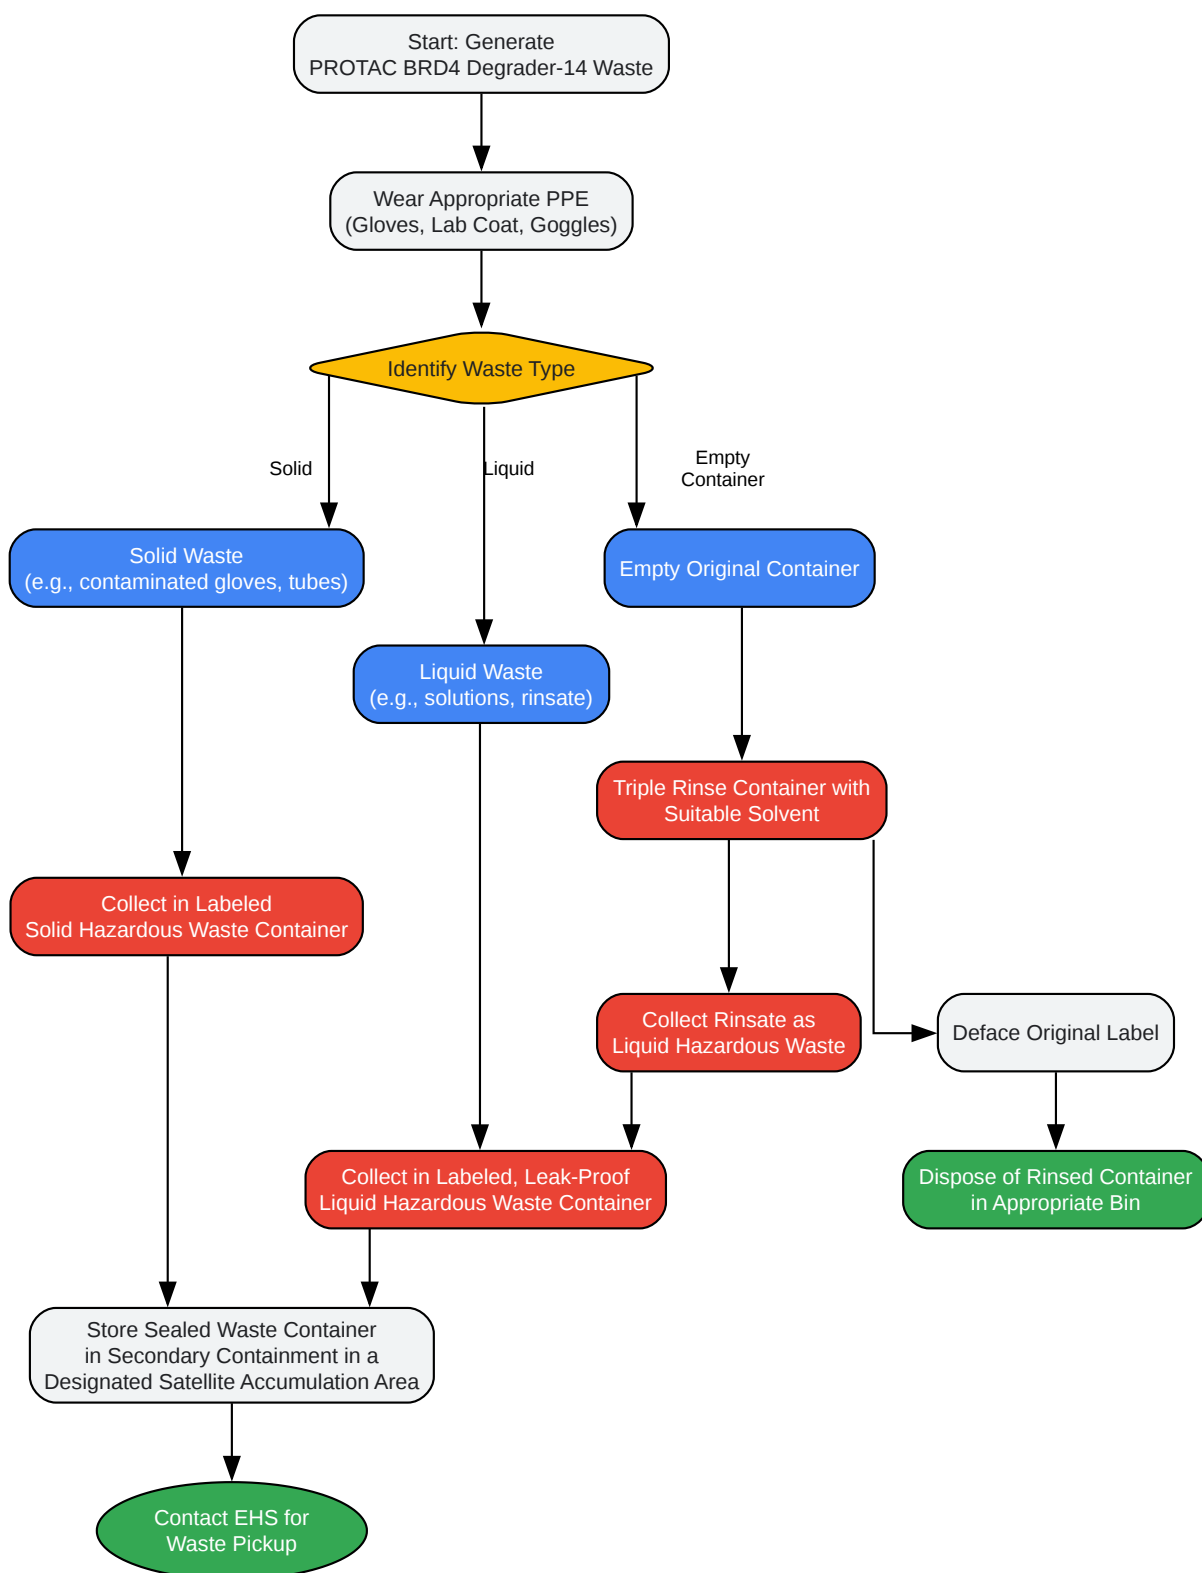 Start: Generate
PROTAC BRD4 Degrader-14 Waste
Wear Appropriate PPE
(Gloves, Lab Coat, Goggles)
Identify Waste Type
Solid
Liquid
Empty
Container
Solid Waste
(e.g., contaminated gloves, tubes)
Empty Original Container
Liquid Waste
(e.g., solutions, rinsate)
Triple Rinse Container with
Suitable Solvent
Collect in Labeled
Solid Hazardous Waste Container
Collect Rinsate as
Liquid Hazardous Waste
Deface Original Label
Collect in Labeled, Leak-Proof
Liquid Hazardous Waste Container
Dispose of Rinsed Container
in Appropriate Bin
Store Sealed Waste Container
in Secondary Containment in a
Designated Satellite Accumulation Area
Contact EHS for
Waste Pickup